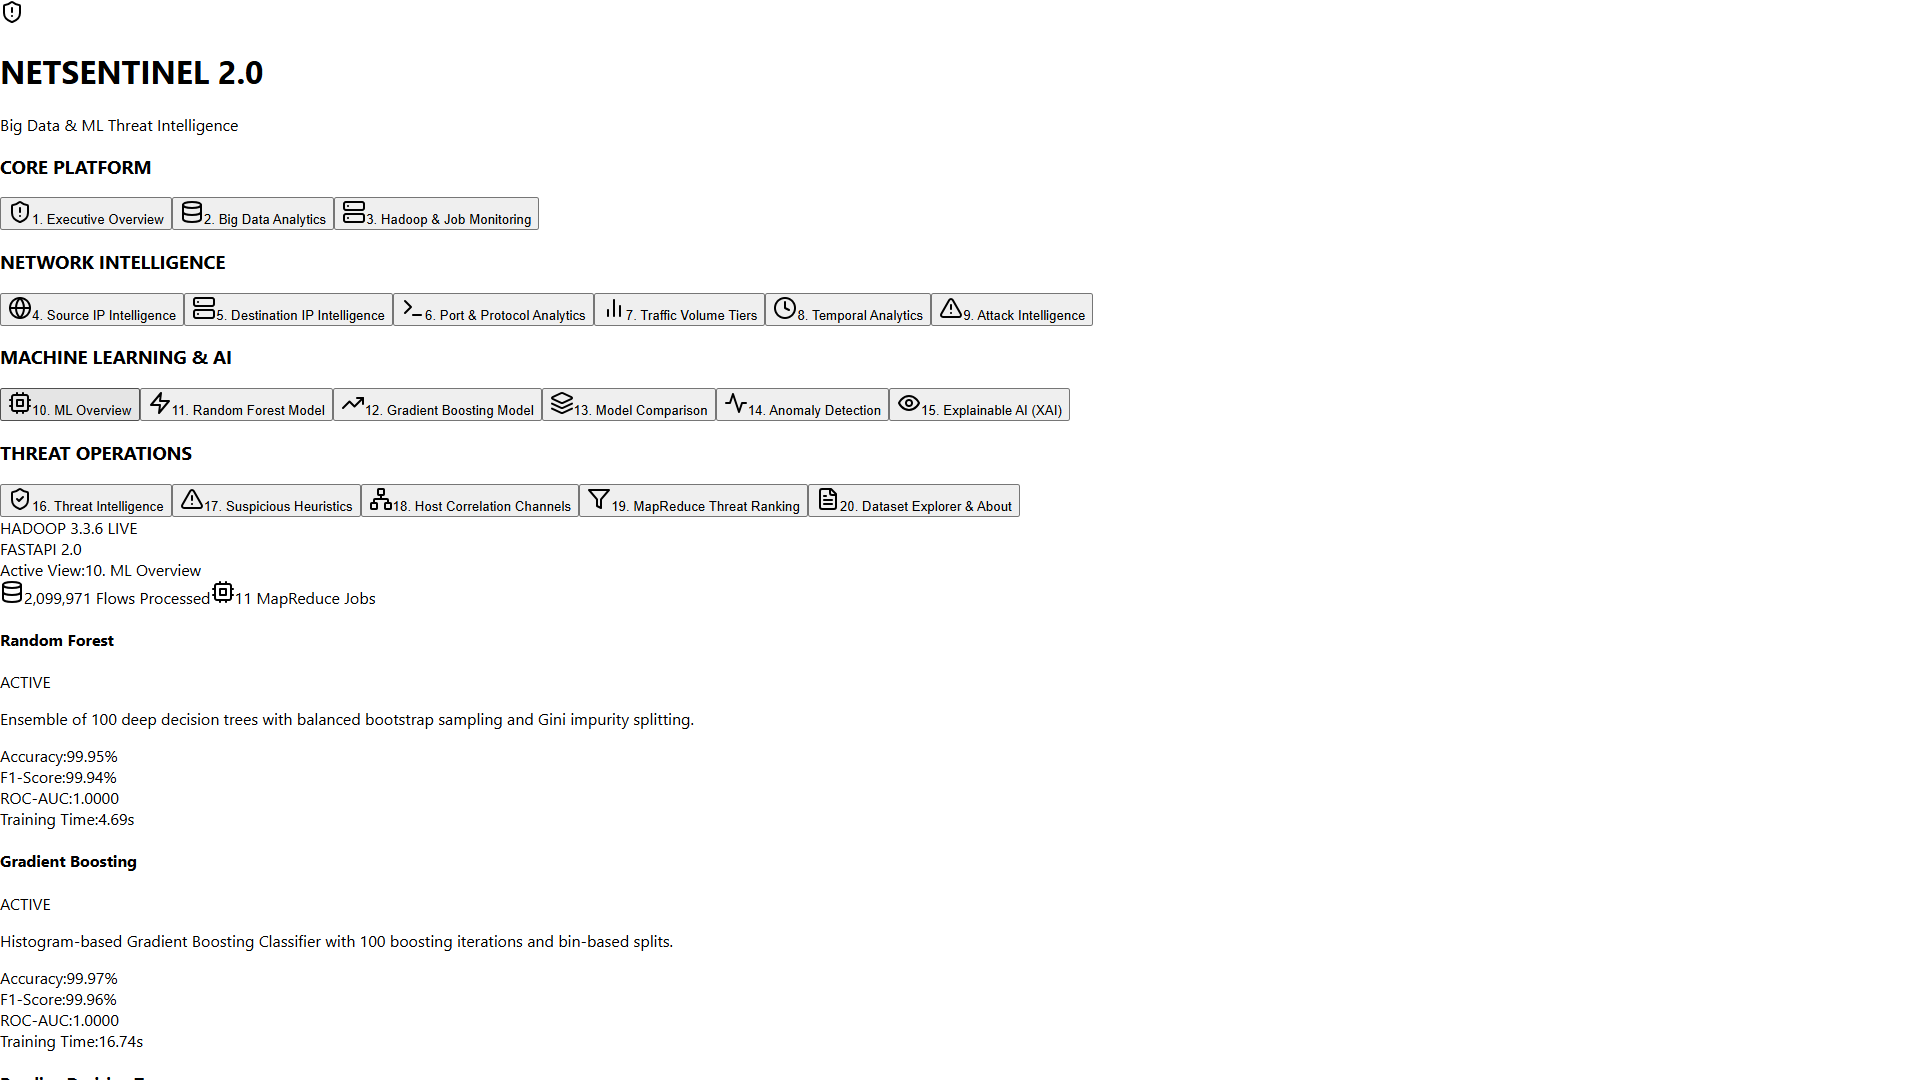 NETSENTINEL 2.0
Big Data & ML Threat Intelligence
CORE PLATFORM
1. Executive Overview 2. Big Data Analytics 3. Hadoop & Job Monitoring
NETWORK INTELLIGENCE
4. Source IP Intelligence 5. Destination IP Intelligence 6. Port & Protocol Analytics 7. Traffic Volume Tiers 8. Temporal Analytics 9. Attack Intelligence
MACHINE LEARNING & AI
10. ML Overview 11. Random Forest Model 12. Gradient Boosting Model 13. Model Comparison 14. Anomaly Detection 15. Explainable AI (XAI)
THREAT OPERATIONS
16. Threat Intelligence 17. Suspicious Heuristics 18. Host Correlation Channels 19. MapReduce Threat Ranking 20. Dataset Explorer & About
HADOOP 3.3.6 LIVE
FASTAPI 2.0
Active View:10. ML Overview
2,099,971 Flows Processed 11 MapReduce Jobs
Random Forest
ACTIVE
Ensemble of 100 deep decision trees with balanced bootstrap sampling and Gini impurity splitting.
Accuracy:99.95%
F1-Score:99.94%
ROC-AUC:1.0000
Training Time:4.69s
Gradient Boosting
ACTIVE
Histogram-based Gradient Boosting Classifier with 100 boosting iterations and bin-based splits.
Accuracy:99.97%
F1-Score:99.96%
ROC-AUC:1.0000
Training Time:16.74s